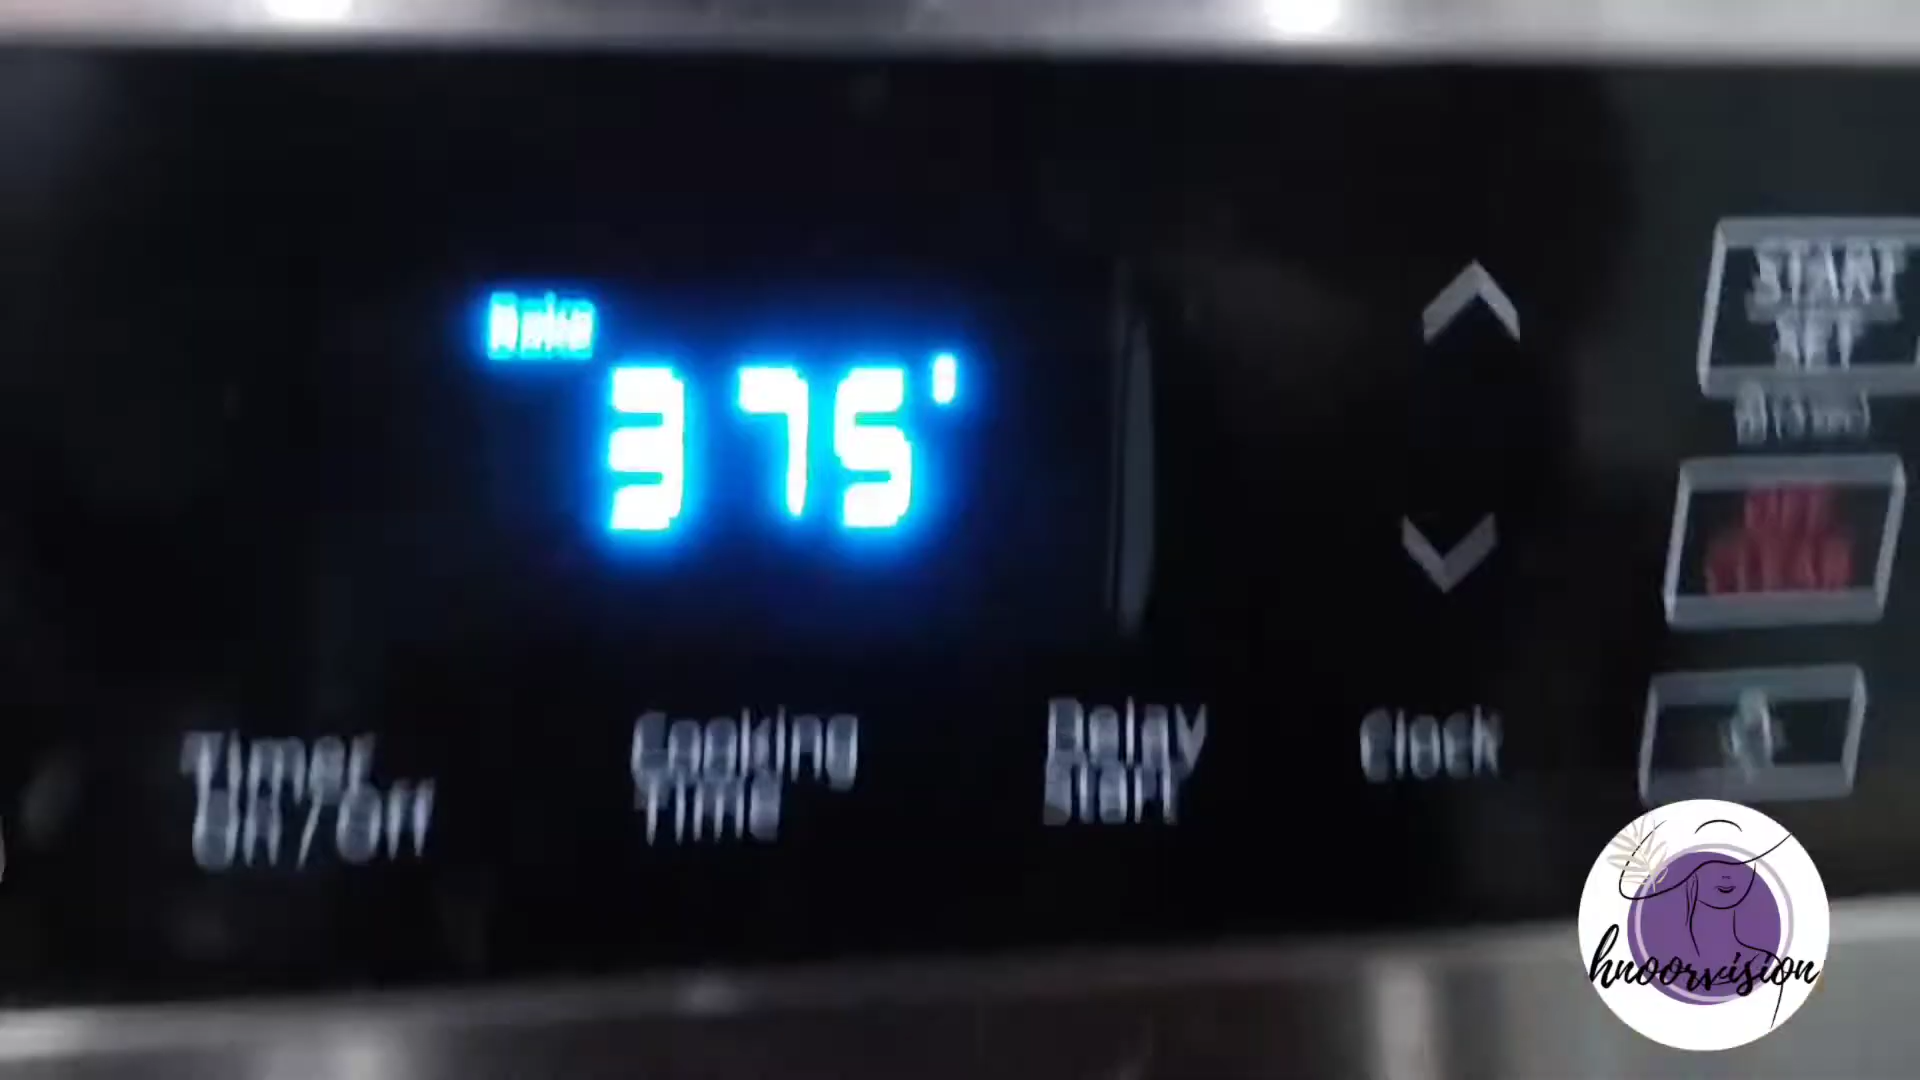 Bake
375°
START
SET
Timer
On/Off
Cooking
Time
Delay
Start
Clock
hnoorvision